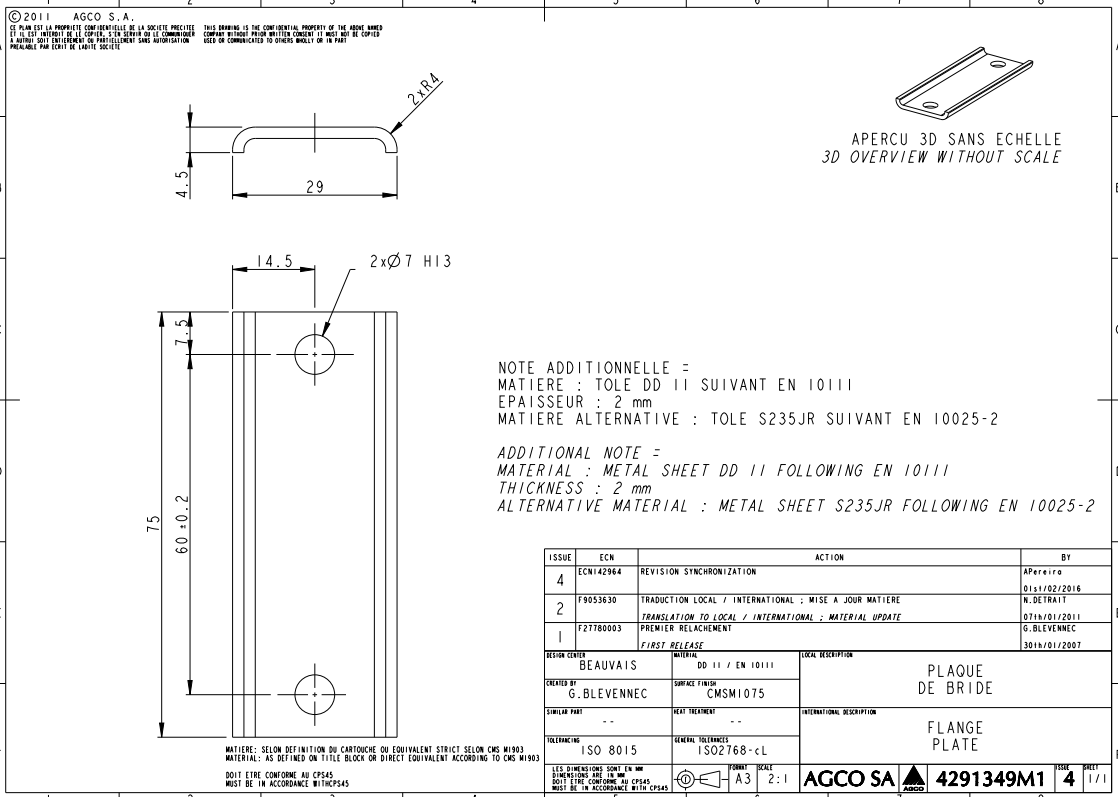 2 3 4 5 6 7 8
©2011 AGCO S.A.
CE PLAN EST LA PROPRIETE CONFIDENTIELLE DE LA SOCIETE PRECITEE
ET IL EST INTERDIT DE LE COPIER, S'EN SERVIR OU LE COMMUNIQUER
A AUTRUI SOIT ENTIEREMENT OU PARTIELLEMENT SANS AUTORISATION
PREALABLE PAR ECRIT DE LADITE SOCIETE
THIS DRAWING IS THE CONFIDENTIAL PROPERTY OF THE ABOVE NAMED
COMPANY WITHOUT PRIOR WRITTEN CONSENT IT MUST NOT BE COPIED
USED OR COMMUNICATED TO OTHERS WHOLLY OR IN PART
2xR4
4.5
29
APERCU 3D SANS ECHELLE
3D OVERVIEW WITHOUT SCALE
14.5
2xØ7 H13
7.5
75
60±0.2
NOTE ADDITIONNELLE =
MATIERE : TOLE DD 11 SUIVANT EN 10111
EPAISSEUR : 2 mm
MATIERE ALTERNATIVE : TOLE S235JR SUIVANT EN 10025-2
ADDITIONAL NOTE =
MATERIAL : METAL SHEET DD 11 FOLLOWING EN 10111
THICKNESS : 2 mm
ALTERNATIVE MATERIAL : METAL SHEET S235JR FOLLOWING EN 10025-2
ISSUE ECN ACTION BY
4 ECN142964 REVISION SYNCHRONIZATION APereira
01st/02/2016
2 F9053630 TRADUCTION LOCAL / INTERNATIONAL ; MISE A JOUR MATIERE N.DETRAIT
TRANSLATION TO LOCAL / INTERNATIONAL ; MATERIAL UPDATE 07th/01/2011
1 F27780003 PREMIER RELACHEMENT G.BLEVENNEC
FIRST RELEASE 30th/01/2007
DESIGN CENTER
BEAUVAIS
MATERIAL
DD 11 / EN 10111
LOCAL DESCRIPTION
PLAQUE
DE BRIDE
CREATED BY
G.BLEVENNEC
SURFACE FINISH
CMSM1075
SIMILAR PART
--
HEAT TREATMENT
--
INTERNATIONAL DESCRIPTION
FLANGE
PLATE
TOLERANCING
ISO 8015
GENERAL TOLERANCES
ISO2768-cL
MATIERE: SELON DEFINITION DU CARTOUCHE OU EQUIVALENT STRICT SELON CMS M1903
MATERIAL: AS DEFINED ON TITLE BLOCK OR DIRECT EQUIVALENT ACCORDING TO CMS M1903
DOIT ETRE CONFORME AU CPS45
MUST BE IN ACCORDANCE WITHCPS45
LES DIMENSIONS SONT EN MM
DIMENSIONS ARE IN MM
DOIT ETRE CONFORME AU CPS45
MUST BE IN ACCORDANCE WITH CPS45
FORMAT
A3
SCALE
2:1
AGCO SA
AGCO
4291349M1
ISSUE
4
SHEET
1/1